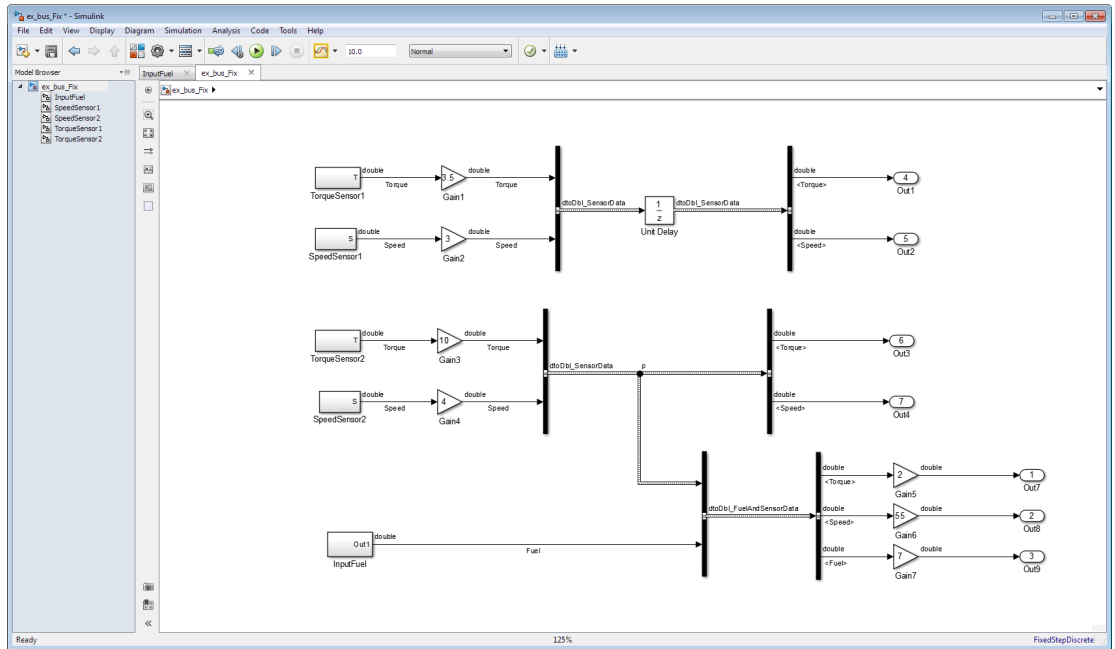 ex_bus_Fix * - Simulink
File Edit View Display Diagram Simulation Analysis Code Tools Help
10.0 Normal
Model Browser
InputFuel ex_bus_Fix
ex_bus_Fix
InputFuel
SpeedSensor1
SpeedSensor2
TorqueSensor1
TorqueSensor2
ex_bus_Fix
T double Torque 3.5 double Torque
TorqueSensor1 Gain1
S double Speed 3 double Speed
SpeedSensor1 Gain2
dtoDbl_SensorData 1 z dtoDbl_SensorData
Unit Delay
double <Torque> 4
Out1
double <Speed> 5
Out2
T double Torque 10 double Torque
TorqueSensor2 Gain3
S double Speed 4 double Speed
SpeedSensor2 Gain4
dtoDbl_SensorData p
double <Torque> 6
Out3
double <Speed> 7
Out4
Out1 double Fuel
InputFuel
dtoDbl_FuelAndSensorData
double <Torque> 2 double 1
Gain5 Out7
double <Speed> 55 double 2
Gain6 Out8
double <Fuel> 7 double 3
Gain7 Out9
Ready 125% FixedStepDiscrete